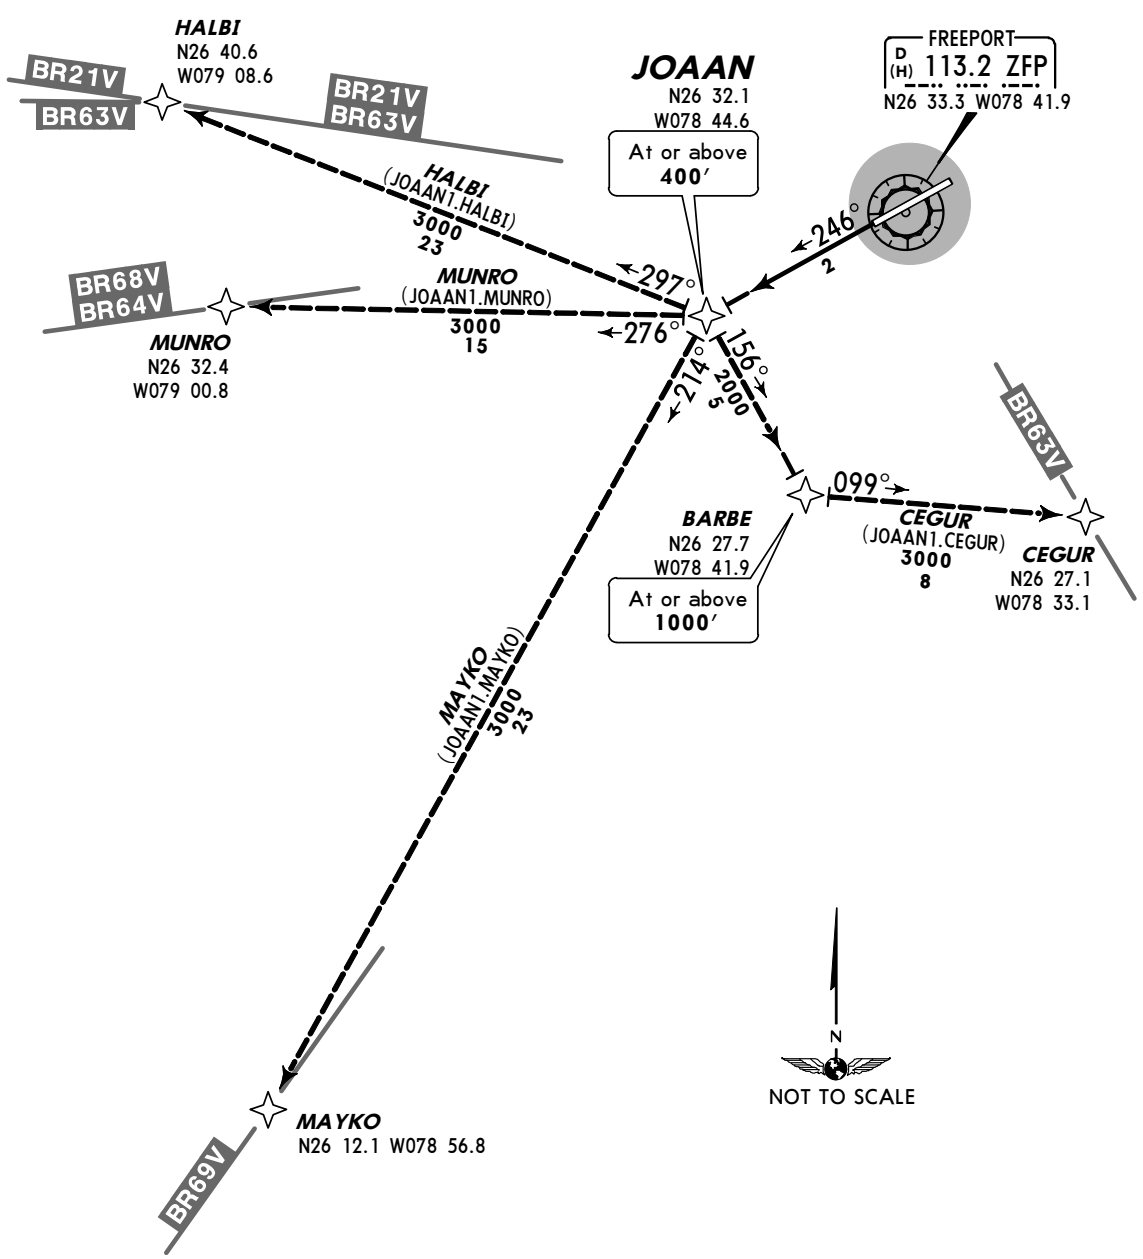 HALBI
N26 40.6
W079 08.6
BR21V
BR63V
BR21V
BR63V
JOAAN
N26 32.1
W078 44.6
At or above
400'
FREEPORT
D
(H) 113.2 ZFP
N26 33.3 W078 41.9
246°
2
HALBI
(JOAAN1.HALBI)
3000
23
297°
BR68V
BR64V
MUNRO
(JOAAN1.MUNRO)
3000
15
276°
MUNRO
N26 32.4
W079 00.8
214°
156°
2000
5
BR63V
099°
CEGUR
(JOAAN1.CEGUR)
3000
8
BARBE
N26 27.7
W078 41.9
At or above
1000'
CEGUR
N26 27.1
W078 33.1
MAYKO
(JOAAN1.MAYKO)
3000
23
N
NOT TO SCALE
MAYKO
N26 12.1 W078 56.8
BR69V